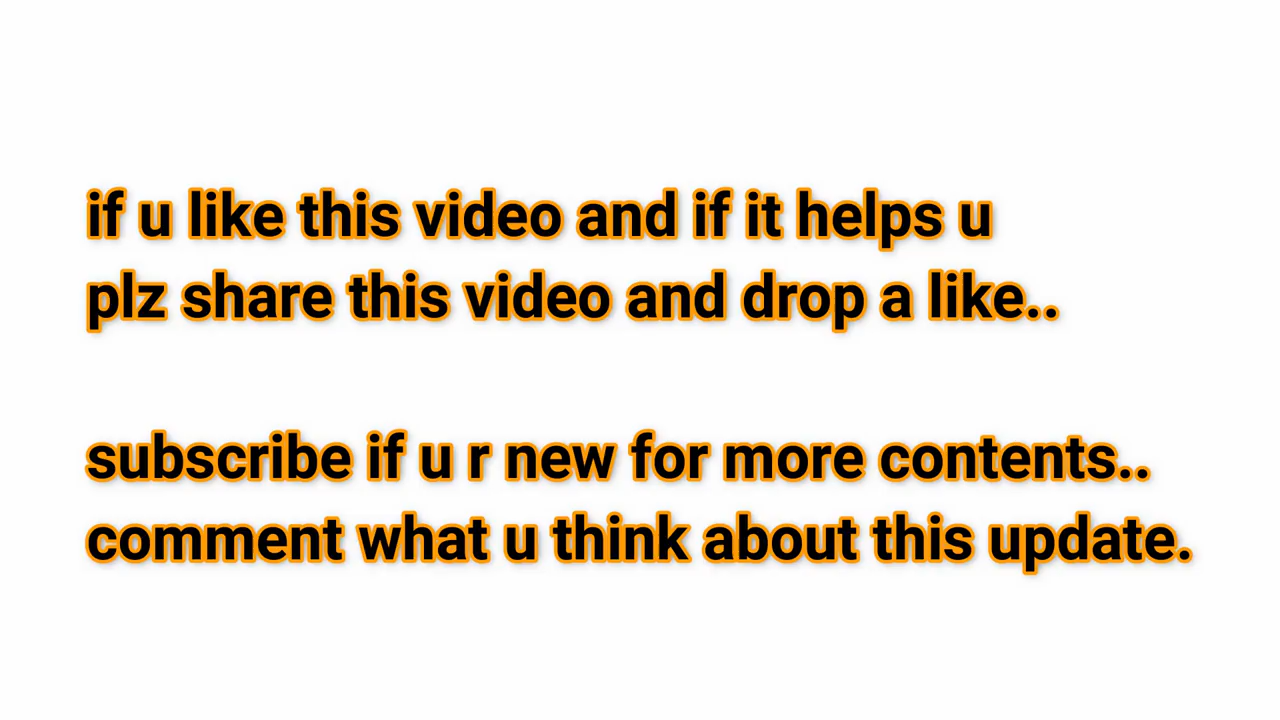 if u like this video and if it helps u
plz share this video and drop a like..
subscribe if u r new for more contents..
comment what u think about this update.